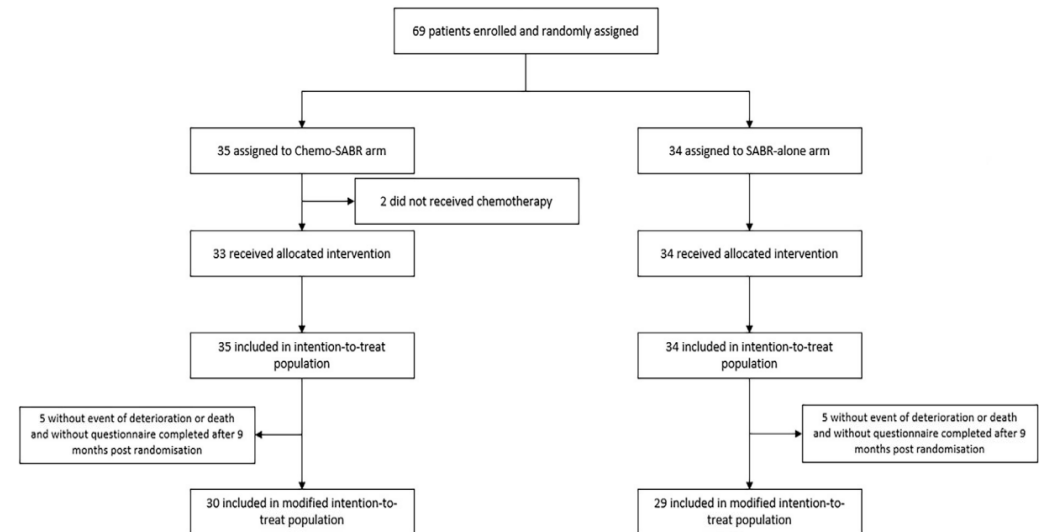 69 patients enrolled and randomly assigned
35 assigned to Chemo-SABR arm
34 assigned to SABR-alone arm
2 did not received chemotherapy
33 received allocated intervention
34 received allocated intervention
35 included in intention-to-treat
population
34 included in intention-to-treat
population
5 without event of deterioration or death
and without questionnaire completed after 9
months post randomisation
5 without event of deterioration or death
and without questionnaire completed after 9
months post randomisation
30 included in modified intention-to-
treat population
29 included in modified intention-to-
treat population